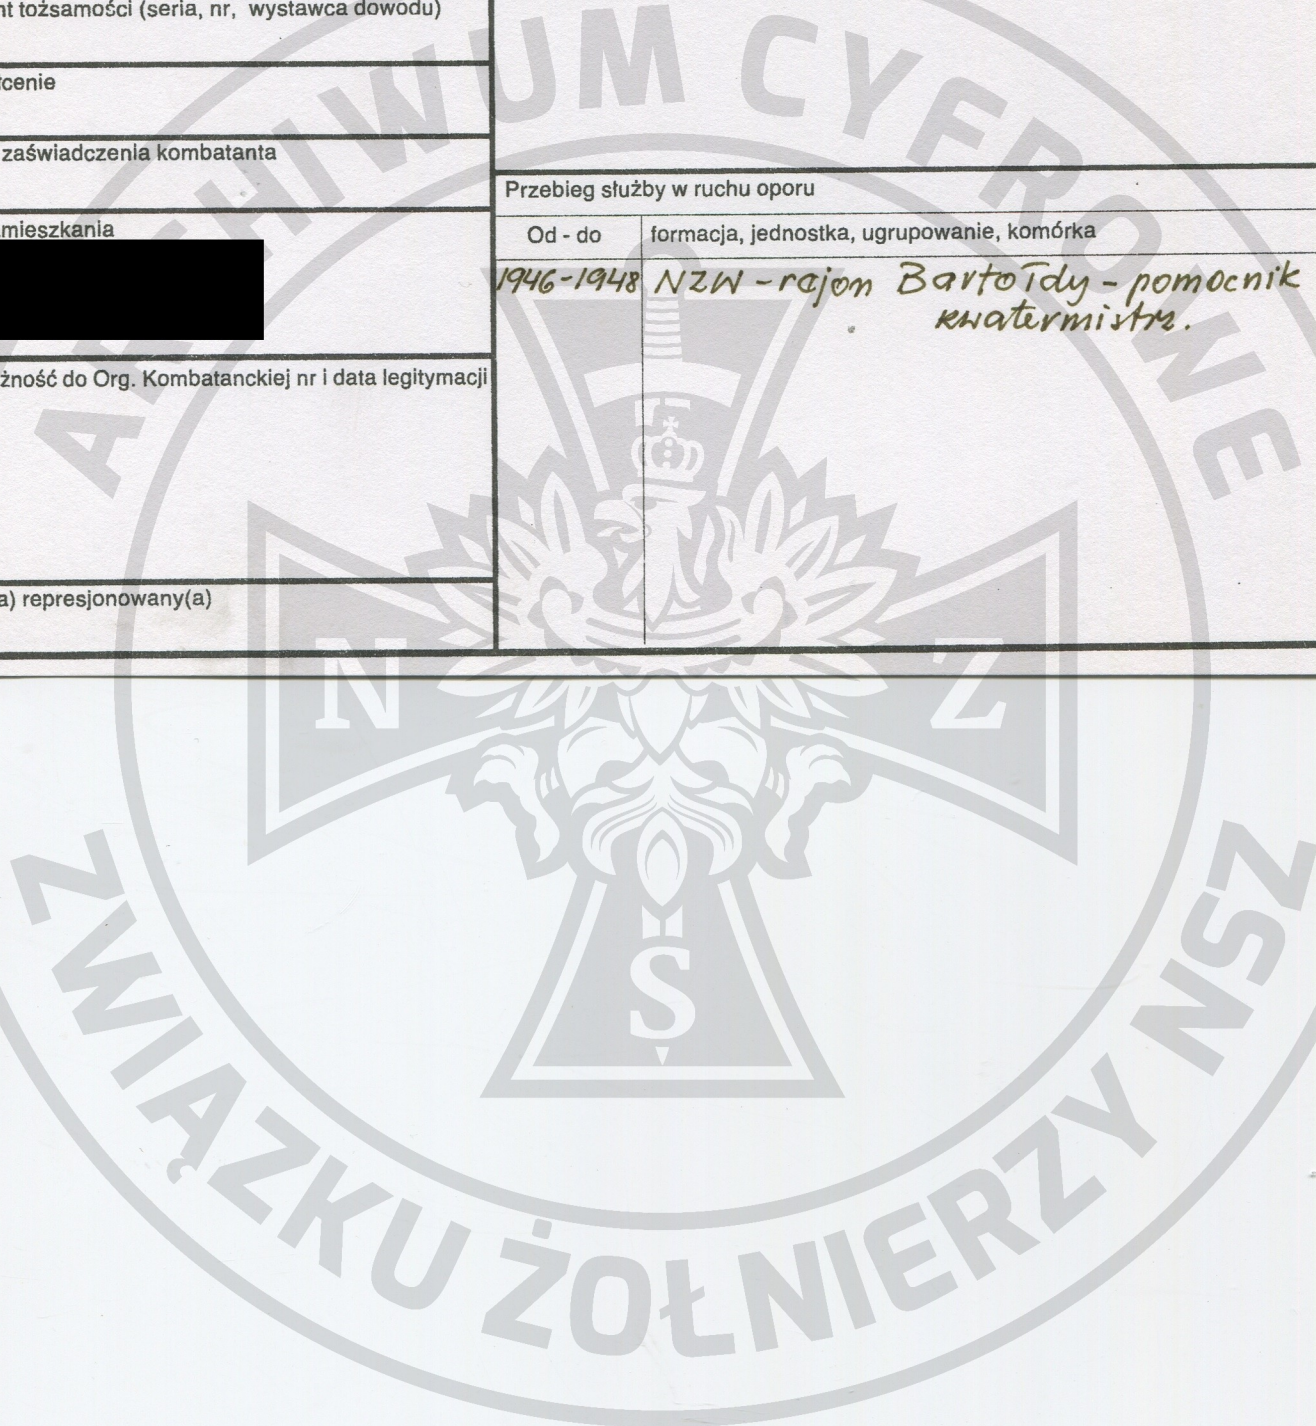 nt tożsamości (seria, nr, wystawca dowodu)
cenie
zaświadczenia kombatanta
mieszkania
żność do Org. Kombatanckiej nr i data legitymacji
a) represjonowany(a)
Przebieg służby w ruchu oporu
Od - do formacja, jednostka, ugrupowanie, komórka
1946-1948 NZW - rejon Bartołdy - pomocnik
kwatermistrz.
ARCHIWUM CYFROWE
N Z
S
ZWIĄZKU ŻOŁNIERZY NSZ